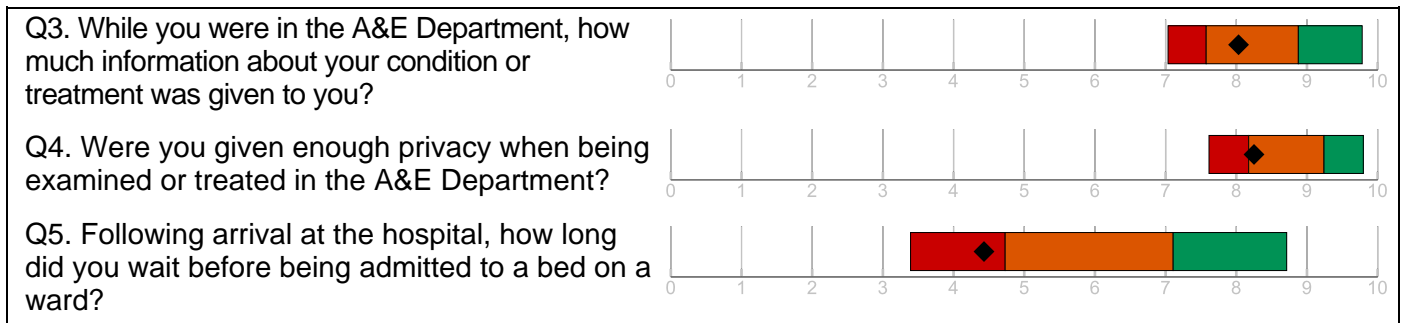 Q3. While you were in the A&E Department, how
much information about your condition or
treatment was given to you?
0 1 2 3 4 5 6 7 8 9 10
Q4. Were you given enough privacy when being
examined or treated in the A&E Department?
0 1 2 3 4 5 6 7 8 9 10
Q5. Following arrival at the hospital, how long
did you wait before being admitted to a bed on a
ward?
0 1 2 3 4 5 6 7 8 9 10